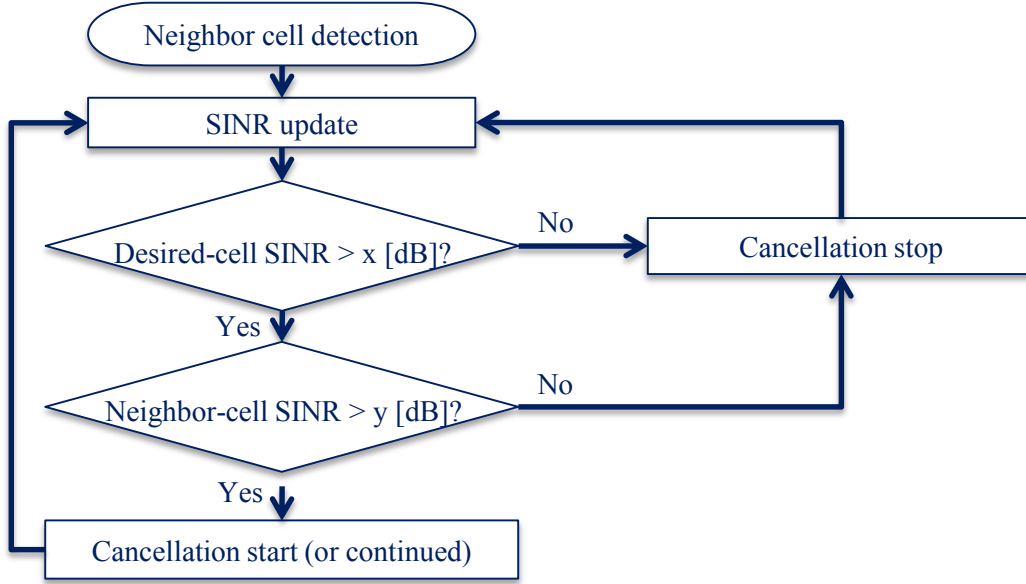 Neighbor cell detection
SINR update
Desired-cell SINR > x [dB]?
No
Cancellation stop
Yes
Neighbor-cell SINR > y [dB]?
No
Yes
Cancellation start (or continued)